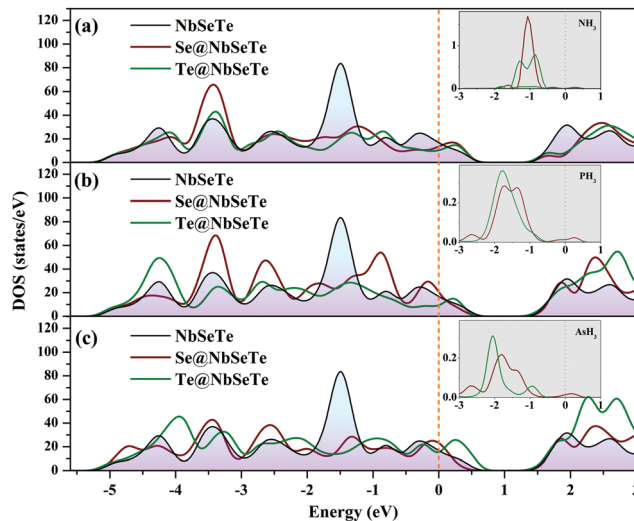 (a)
NbSeTe
Se@NbSeTe
Te@NbSeTe
NH3
1
0
-3 -2 -1 0 1
120
100
80
60
40
20
0
(b)
NbSeTe
Se@NbSeTe
Te@NbSeTe
PH3
0.2
0.0
-3 -2 -1 0 1
120
100
80
60
40
20
0
DOS (states/eV)
(c)
NbSeTe
Se@NbSeTe
Te@NbSeTe
AsH3
0.2
0.0
-3 -2 -1 0 1
120
100
80
60
40
20
0
-5 -4 -3 -2 -1 0 1 2 3
Energy (eV)